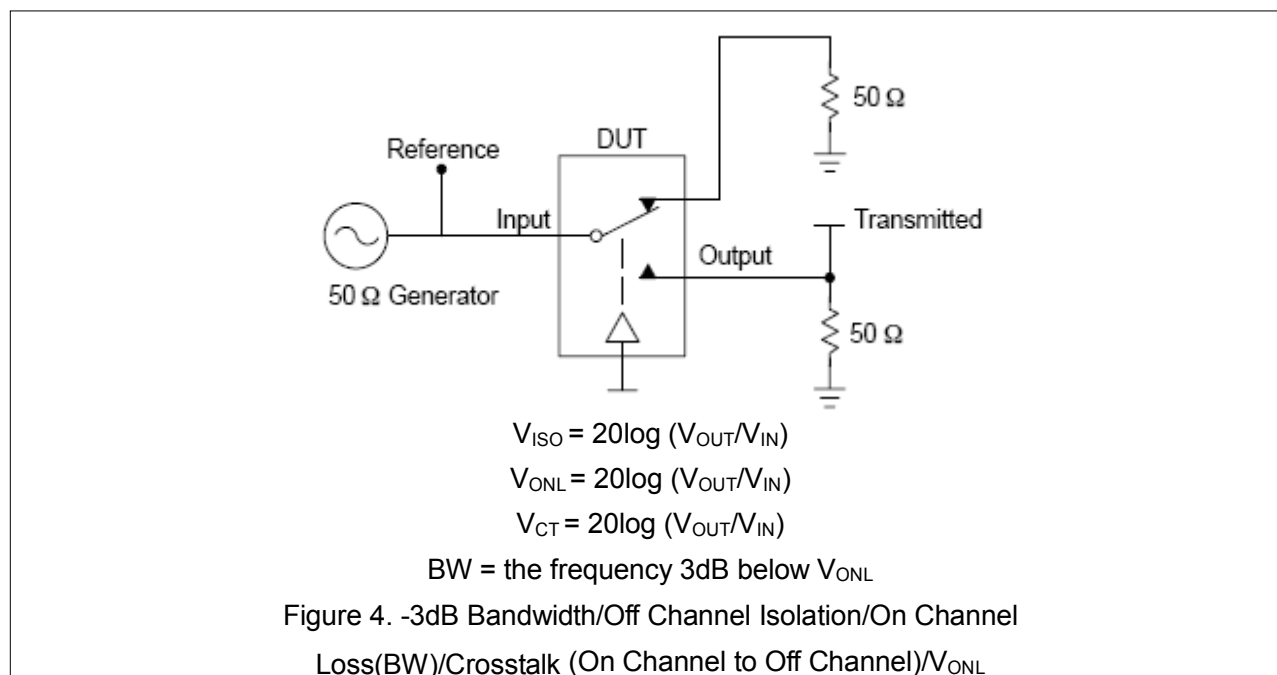 50 Ω
DUT
Reference
Input
Transmitted
Output
50 Ω Generator
50 Ω
VISO = 20log (VOUT/VIN)
VONL = 20log (VOUT/VIN)
VCT = 20log (VOUT/VIN)
BW = the frequency 3dB below VONL
Figure 4. -3dB Bandwidth/Off Channel Isolation/On Channel
Loss(BW)/Crosstalk (On Channel to Off Channel)/VONL